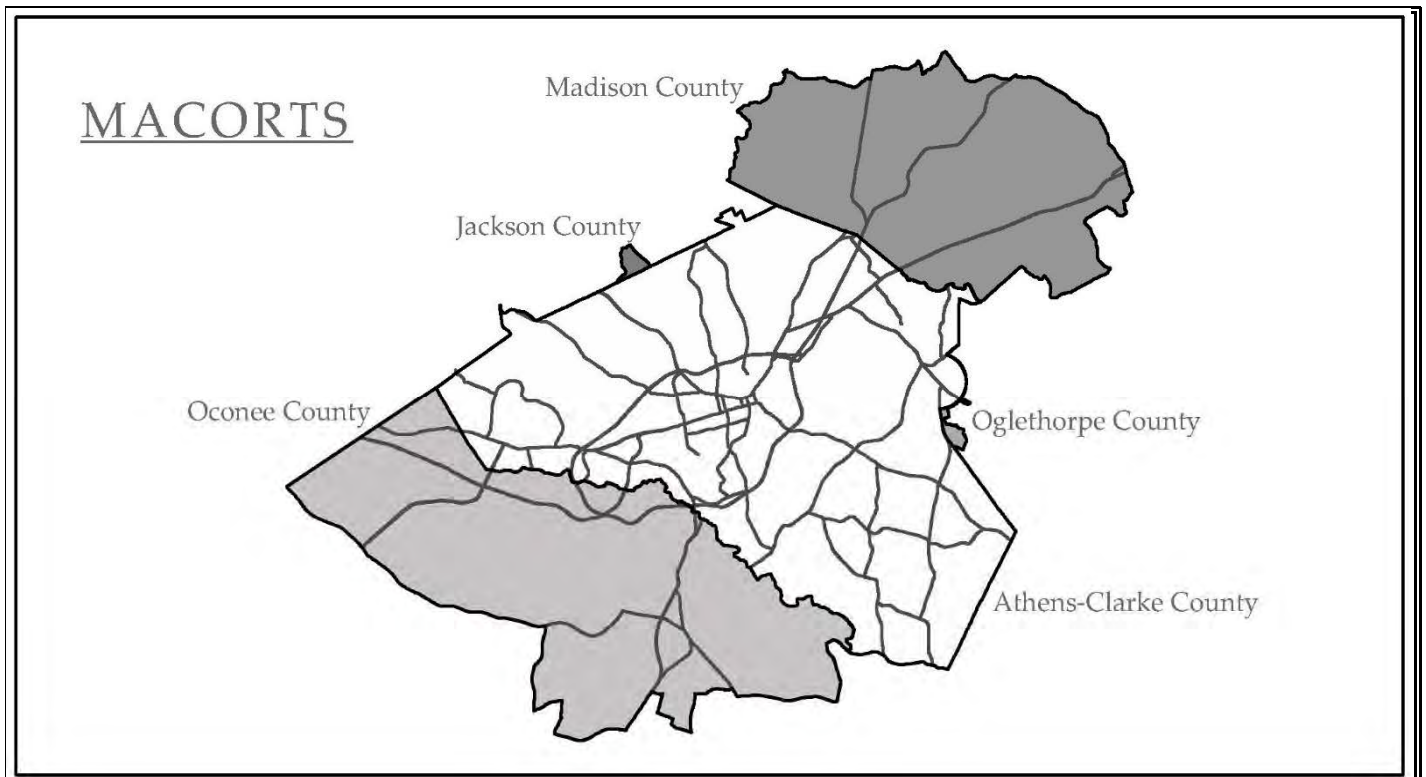 Madison County
MACORTS
Jackson County
Oconee County
Oglethorpe County
Athens-Clarke County